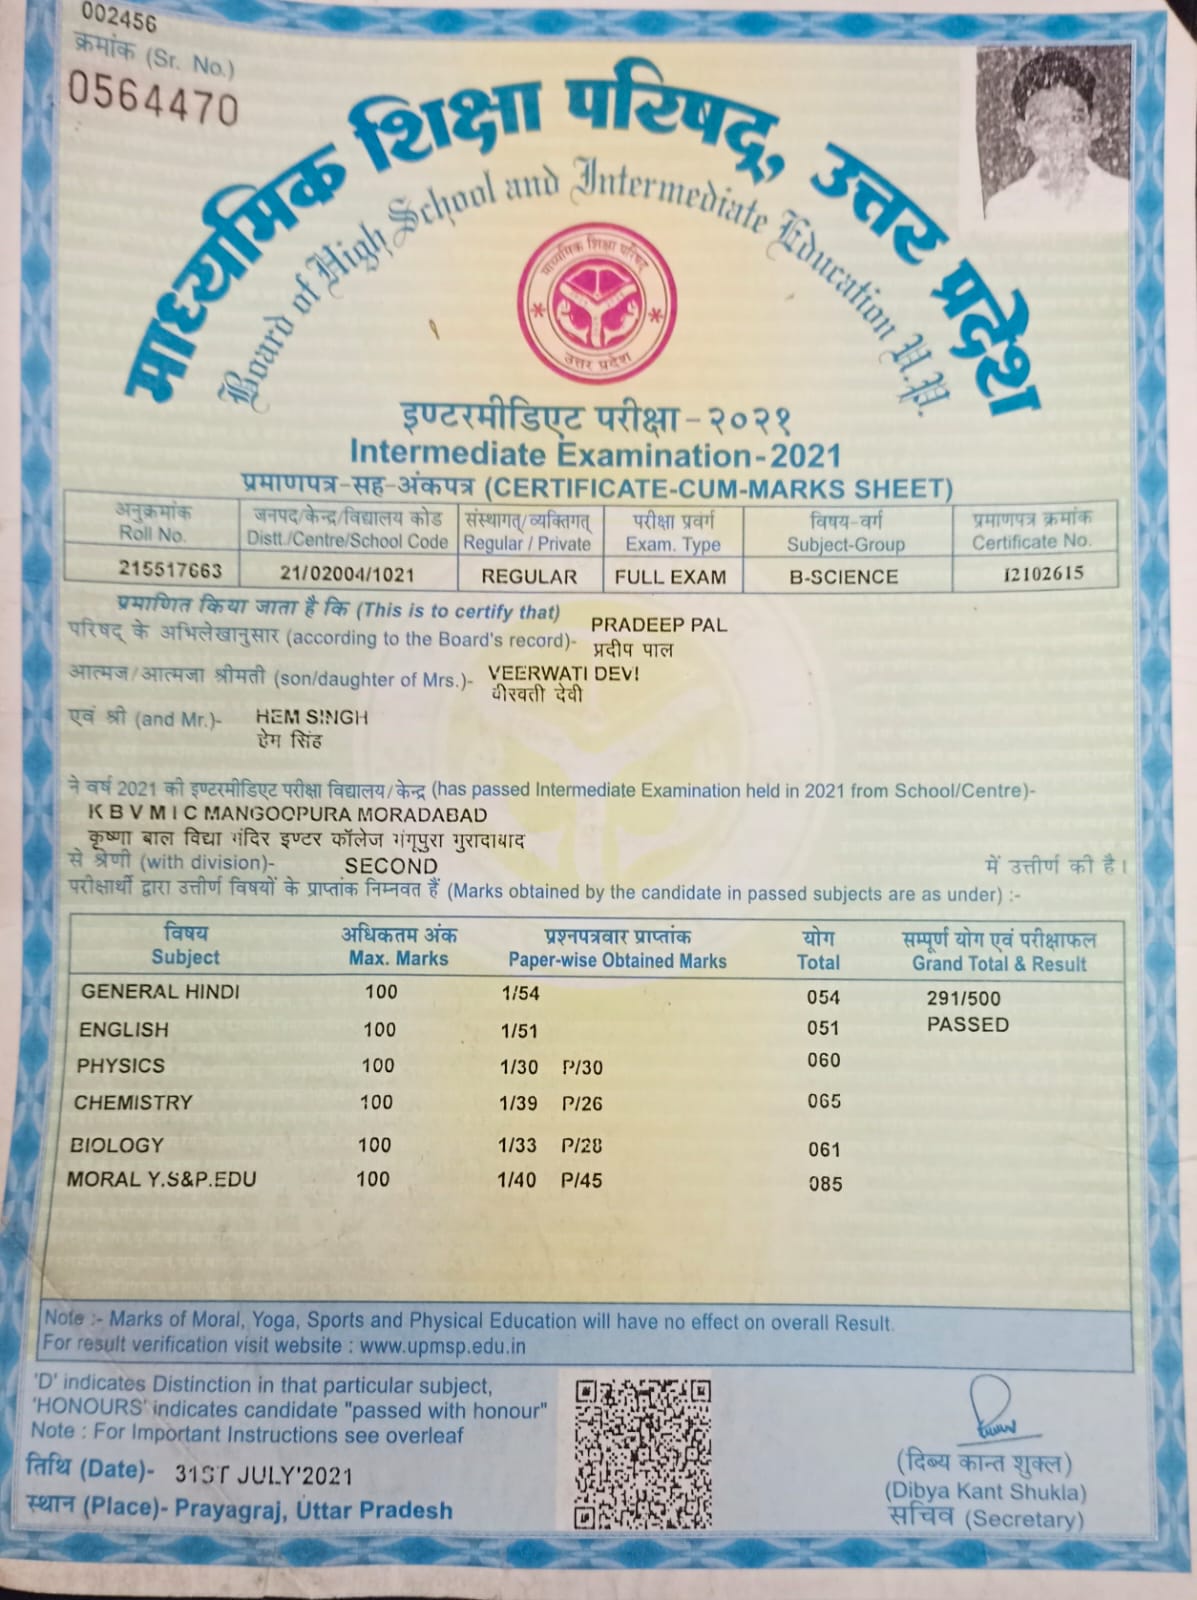 002456
क्रमांक (Sr. No.)
0564470
माध्यमिक शिक्षा परिषद्, उत्तर प्रदेश
Board of High School and Intermediate Education U.P.
माध्यमिक शिक्षा परिषद्
उत्तर प्रदेश
इण्टरमीडिएट परीक्षा - २०२१
Intermediate Examination - 2021
प्रमाणपत्र-सह-अंकपत्र (CERTIFICATE-CUM-MARKS SHEET)
अनुक्रमांक जनपद/केन्द्र/विद्यालय कोड संस्थागत्/व्यक्तिगत् परीक्षा प्रवर्ग विषय-वर्ग प्रमाणपत्र क्रमांक
Roll No. Distt./Centre/School Code Regular / Private Exam. Type Subject-Group Certificate No.
215517663 21/02004/1021 REGULAR FULL EXAM B-SCIENCE 12102615
प्रमाणित किया जाता है कि (This is to certify that)
परिषद् के अभिलेखानुसार (according to the Board's record)- PRADEEP PAL
प्रदीप पाल
आत्मज/आत्मजा श्रीमती (son/daughter of Mrs.)- VEERWATI DEVI
वीरवती देवी
एवं श्री (and Mr.)- HEM SINGH
हेम सिंह
ने वर्ष 2021 की इण्टरमीडिएट परीक्षा विद्यालय/केन्द्र (has passed Intermediate Examination held in 2021 from School/Centre)-
K B V M I C MANGOOPURA MORADABAD
कृष्णा बाल विद्या मंदिर इण्टर कॉलेज मंगूपुरा मुरादाबाद
से श्रेणी (with division)- SECOND में उत्तीर्ण की है।
परीक्षार्थी द्वारा उत्तीर्ण विषयों के प्राप्तांक निम्नवत हैं (Marks obtained by the candidate in passed subjects are as under) :-
विषय अधिकतम अंक प्रश्नपत्रवार प्राप्तांक योग सम्पूर्ण योग एवं परीक्षाफल
Subject Max. Marks Paper-wise Obtained Marks Total Grand Total & Result
GENERAL HINDI 100 1/54 054 291/500
ENGLISH 100 1/51 051 PASSED
PHYSICS 100 1/30 P/30 060
CHEMISTRY 100 1/39 P/26 065
BIOLOGY 100 1/33 P/28 061
MORAL Y.S&P.EDU 100 1/40 P/45 085
Note :- Marks of Moral, Yoga, Sports and Physical Education will have no effect on overall Result.
For result verification visit website : www.upmsp.edu.in
'D' indicates Distinction in that particular subject,
'HONOURS' indicates candidate "passed with honour"
Note : For Important Instructions see overleaf
तिथि (Date)- 31ST JULY'2021
स्थान (Place)- Prayagraj, Uttar Pradesh
(दिब्य कान्त शुक्ल)
(Dibya Kant Shukla)
सचिव (Secretary)